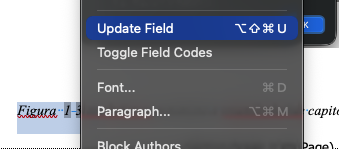 Update Field ⌥⇧⌘U
Toggle Field Codes
Font... ⌘D
Paragraph... ⌥⌘M
Figura 1-
capito
Block Authors
Page)